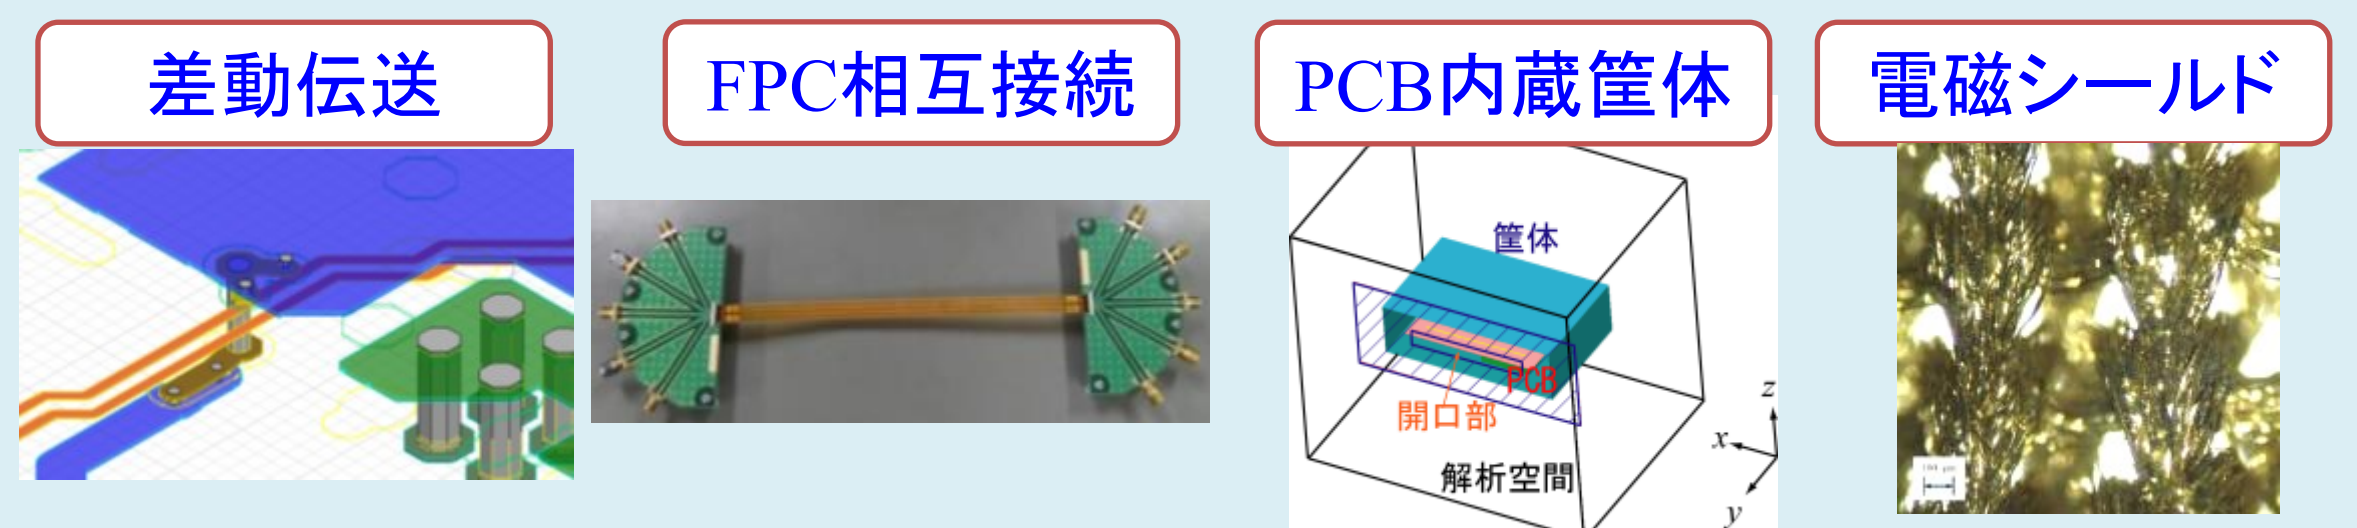 差動伝送
FPC相互接続
PCB内蔵筐体
電磁シールド
筐体
PCB
開口部
解析空間
z
x
y